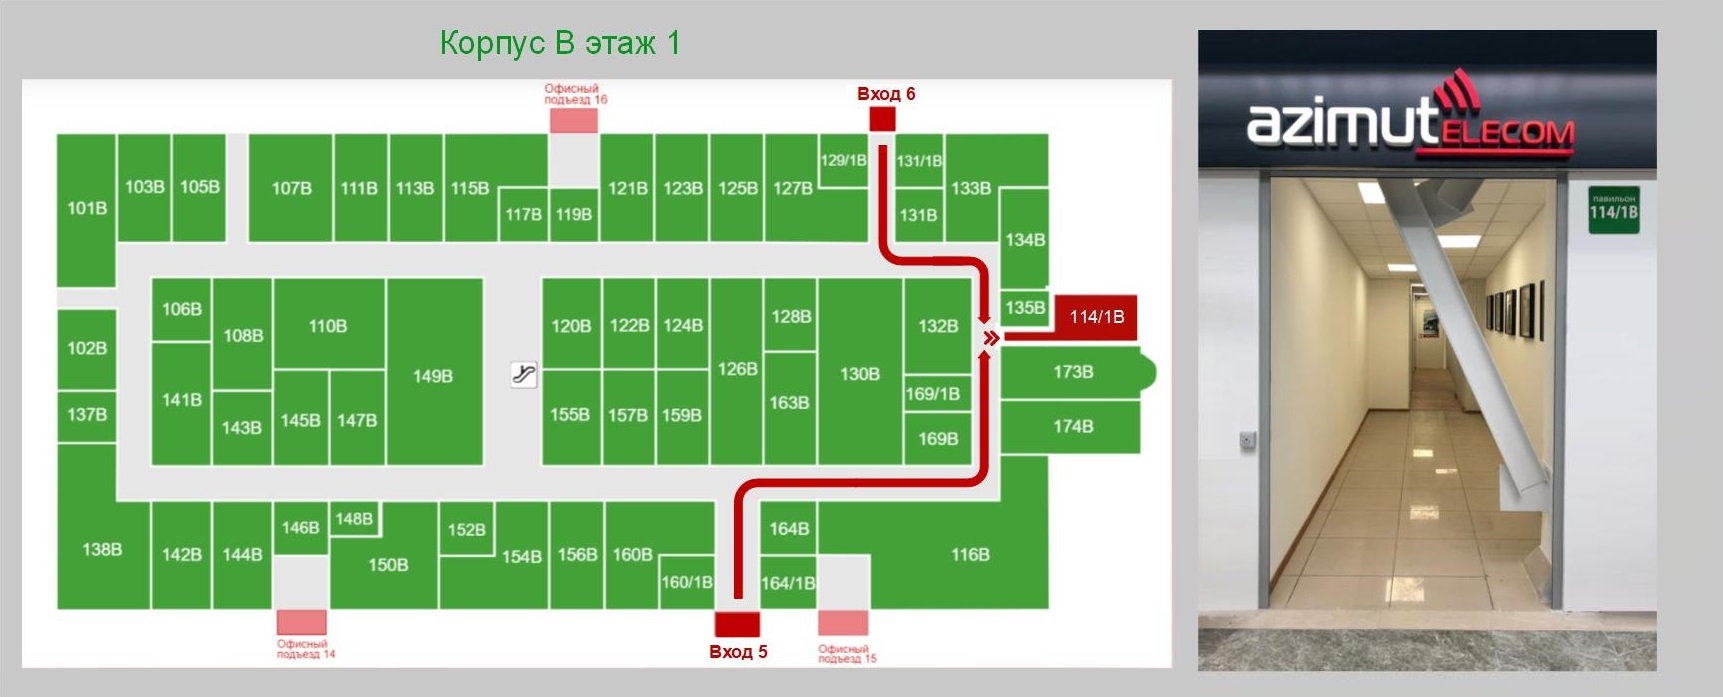 Корпус В этаж 1
Офисный
подъезд 16
Вход 6
101В
103В
105В
107В
111В
113В
115В
117В
119В
121В
123В
125В
127В
129/1В
131/1В
131В
133В
134В
135В
114/1В
106В
108В
110В
149В
120В
122В
124В
126В
128В
130В
132В
102В
137В
141В
143В
145В
147В
155В
157В
159В
163В
169/1В
169В
173В
174В
138В
142В
144В
146В
148В
150В
152В
154В
156В
160В
160/1В
164В
164/1В
116В
Офисный
подъезд 14
Вход 5
Офисный
подъезд 15
azimut ELECOM
павильон
114/1В